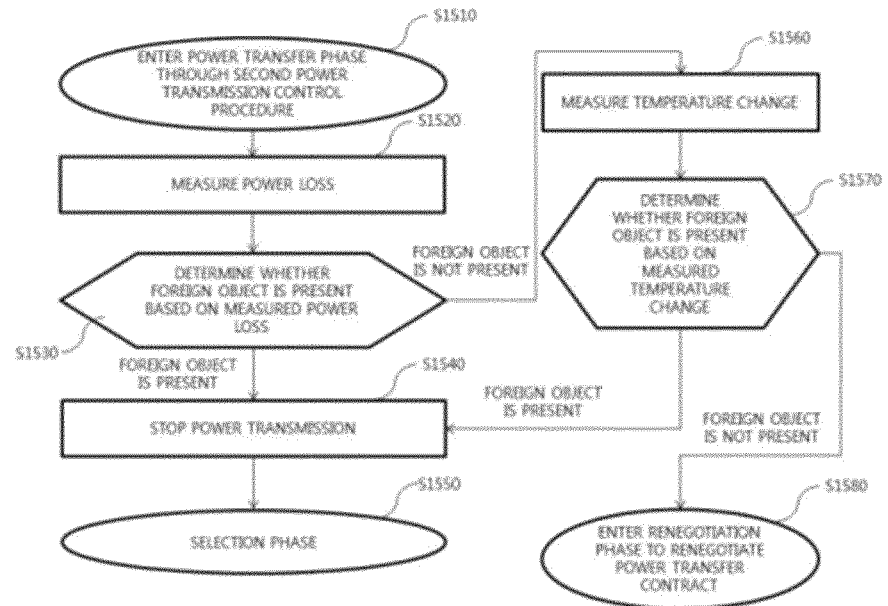 S1510
ENTER POWER TRANSFER PHASE
THROUGH SECOND POWER
TRANSMISSION CONTROL
PROCEDURE
S1520
MEASURE POWER LOSS
DETERMINE WHETHER
FOREIGN OBJECT IS PRESENT
BASED ON MEASURED POWER
LOSS
S1530
FOREIGN OBJECT
IS NOT PRESENT
FOREIGN OBJECT
IS PRESENT
S1540
STOP POWER TRANSMISSION
S1550
SELECTION PHASE
S1560
MEASURE TEMPERATURE CHANGE
S1570
DETERMINE
WHETHER FOREIGN
OBJECT IS PRESENT
BASED ON
MEASURED
TEMPERATURE
CHANGE
FOREIGN OBJECT
IS PRESENT
FOREIGN OBJECT
IS NOT PRESENT
S1580
ENTER RENEGOTIATION
PHASE TO RENEGOTIATE
POWER TRANSFER
CONTRACT